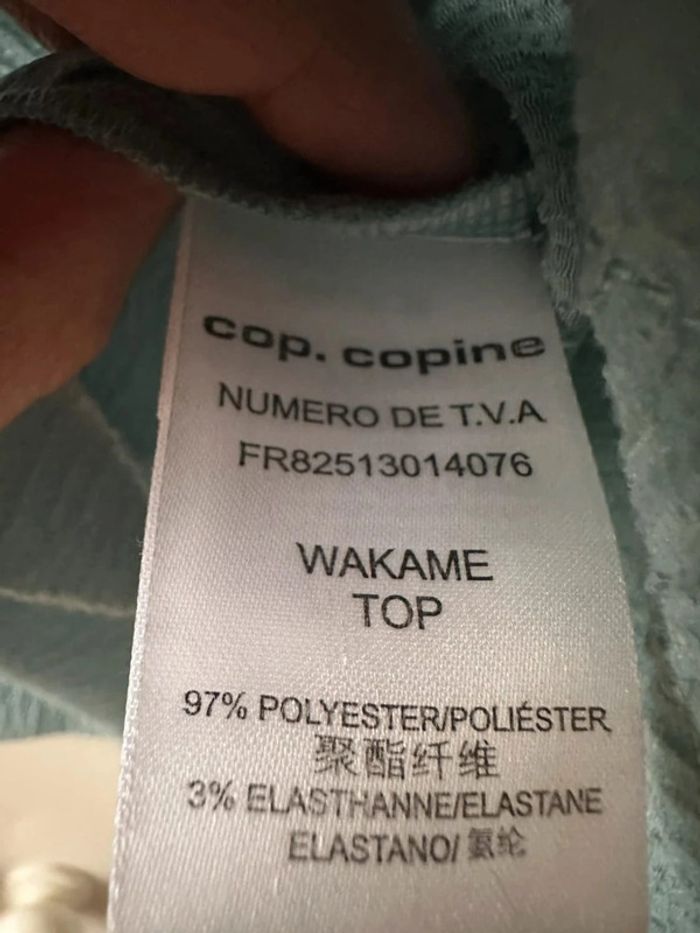 cop. copine
NUMERO DE T.V.A
FR82513014076
WAKAME
TOP
97% POLYESTER/POLIÉSTER
聚酯纤维
3% ELASTHANNE/ELASTANE
ELASTANO/ 氨纶